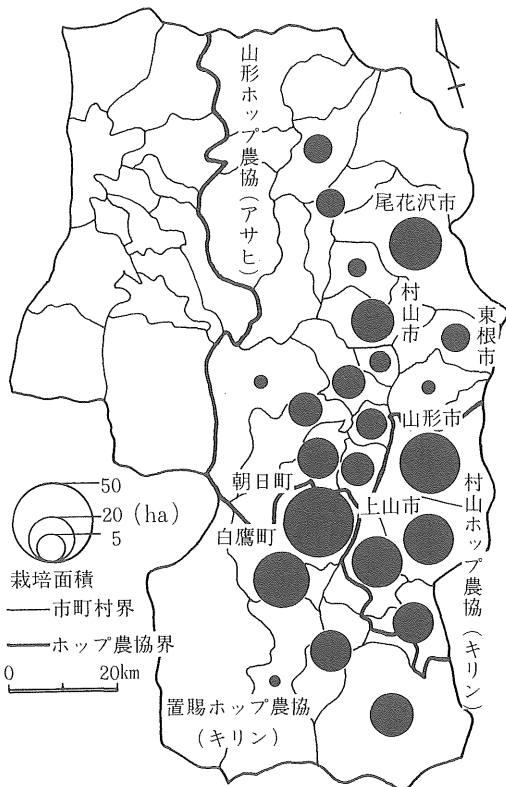 山形ホップ農協(アサヒ)
尾花沢市
村山市
東根市
山形市
朝日町
上山市
白鷹町
村山ホップ農協(キリン)
50
20 (ha)
5
栽培面積
市町村界
ホップ農協界
0 20km
置賜ホップ農協
(キリン)